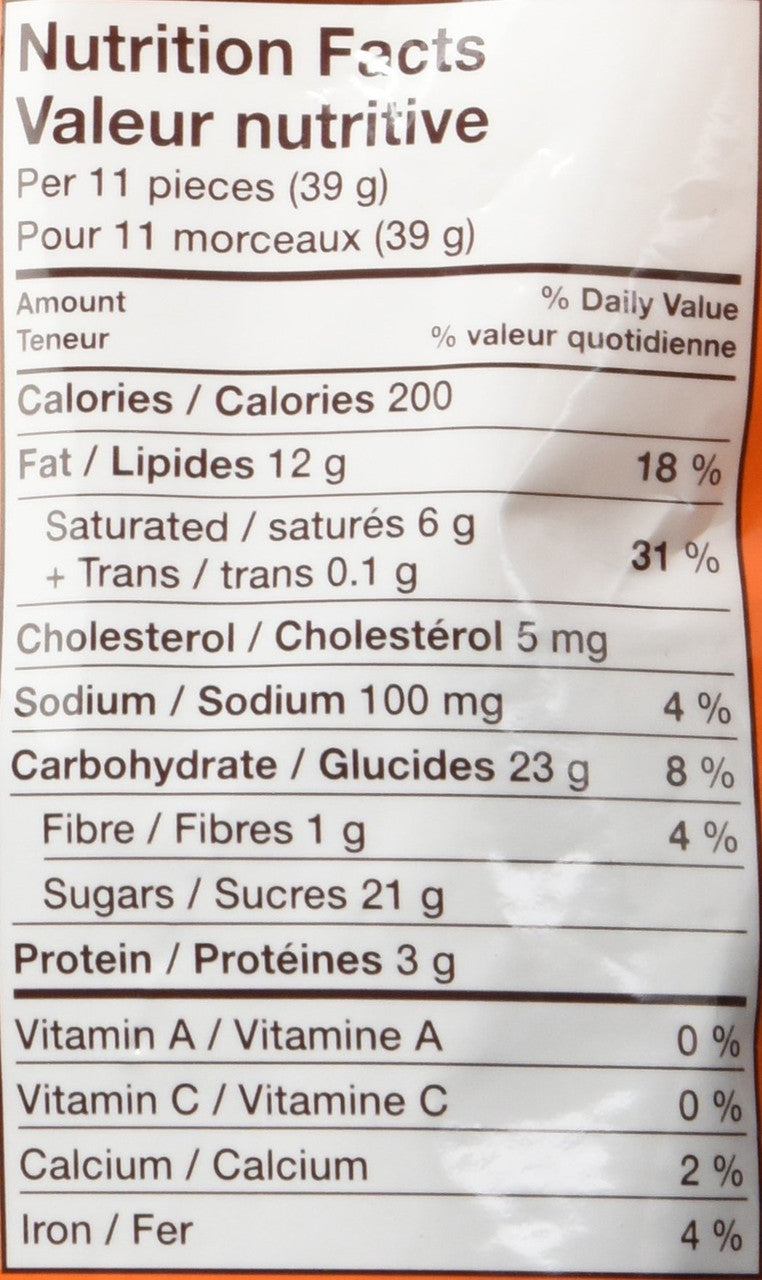 Nutrition Facts
Valeur nutritive
Per 11 pieces (39 g)
Pour 11 morceaux (39 g)
Amount % Daily Value
Teneur % valeur quotidienne
Calories / Calories 200
Fat / Lipides 12 g 18 %
Saturated / saturés 6 g
+ Trans / trans 0.1 g 31 %
Cholesterol / Cholestérol 5 mg
Sodium / Sodium 100 mg 4 %
Carbohydrate / Glucides 23 g 8 %
Fibre / Fibres 1 g 4 %
Sugars / Sucres 21 g
Protein / Protéines 3 g
Vitamin A / Vitamine A 0 %
Vitamin C / Vitamine C 0 %
Calcium / Calcium 2 %
Iron / Fer 4 %